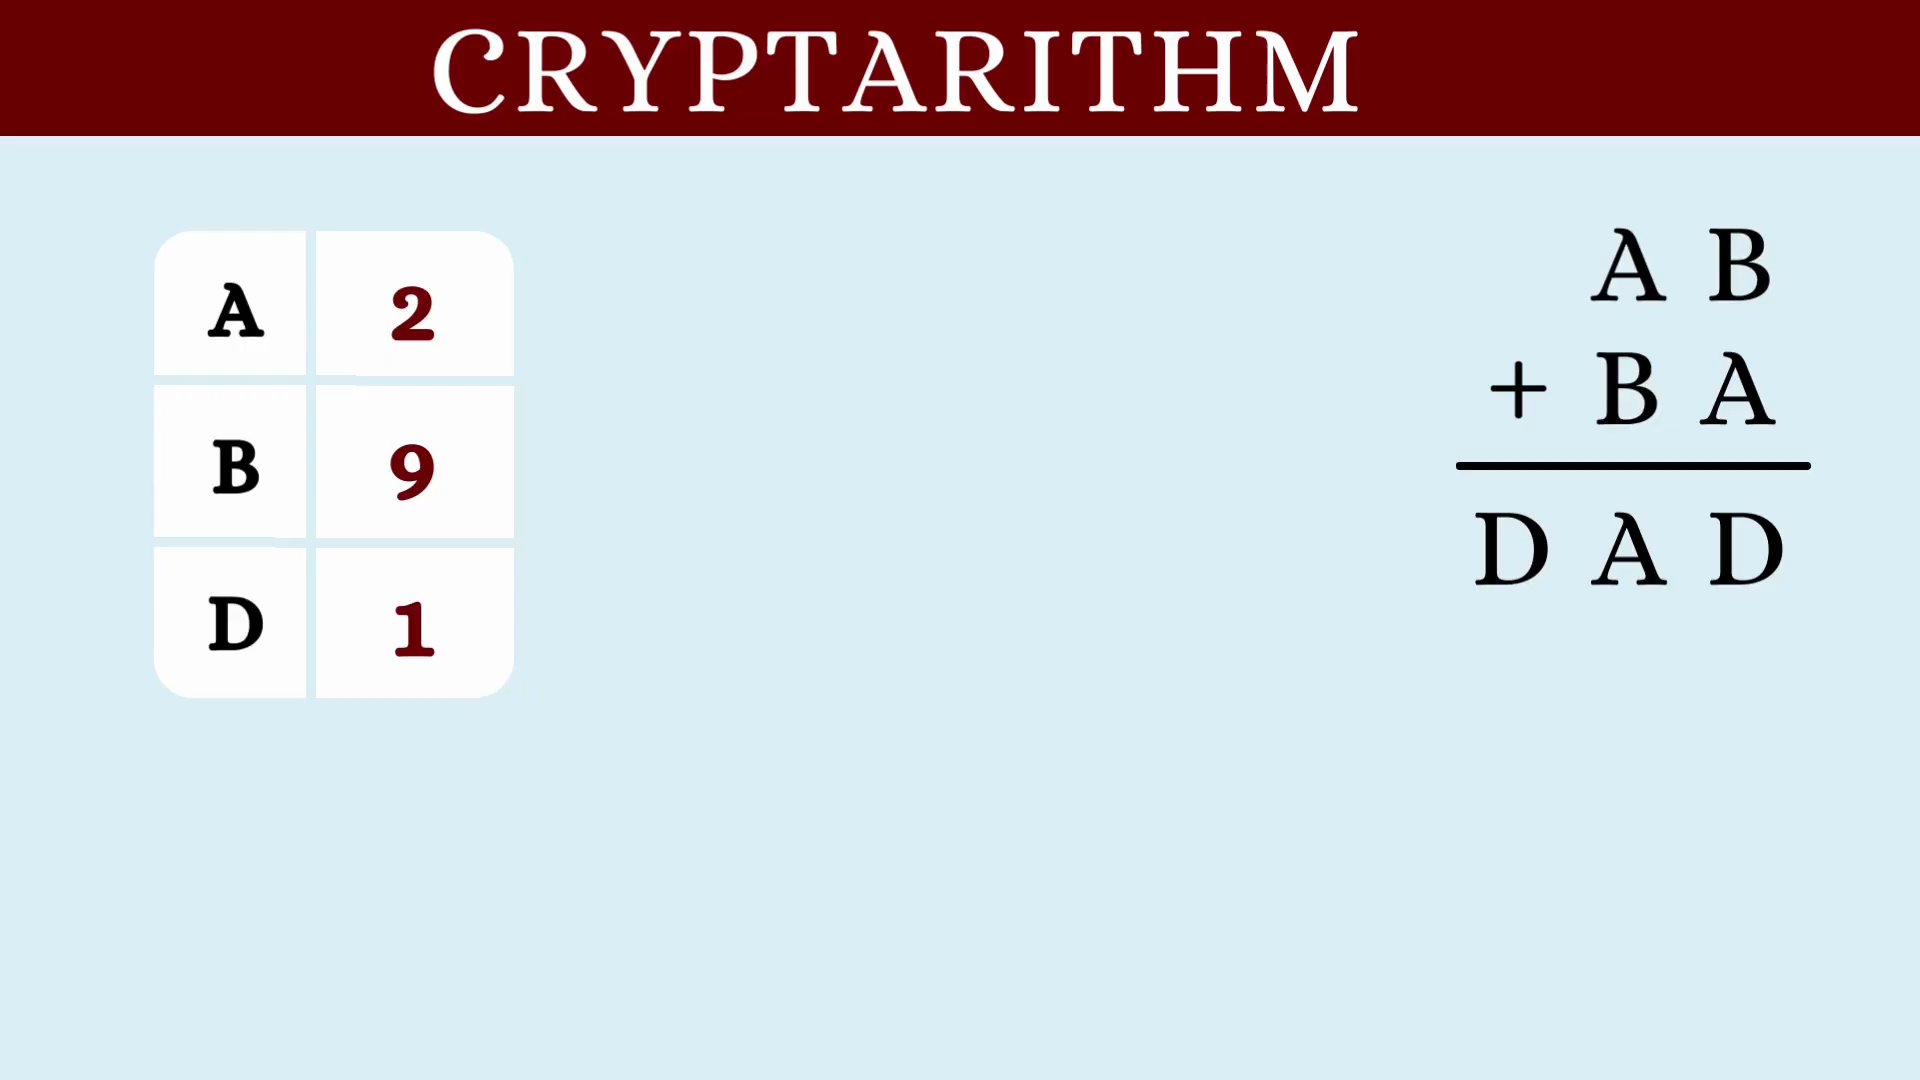 CRYPTARITHM
A 2
B 9
D 1
A B
+ B A
D A D